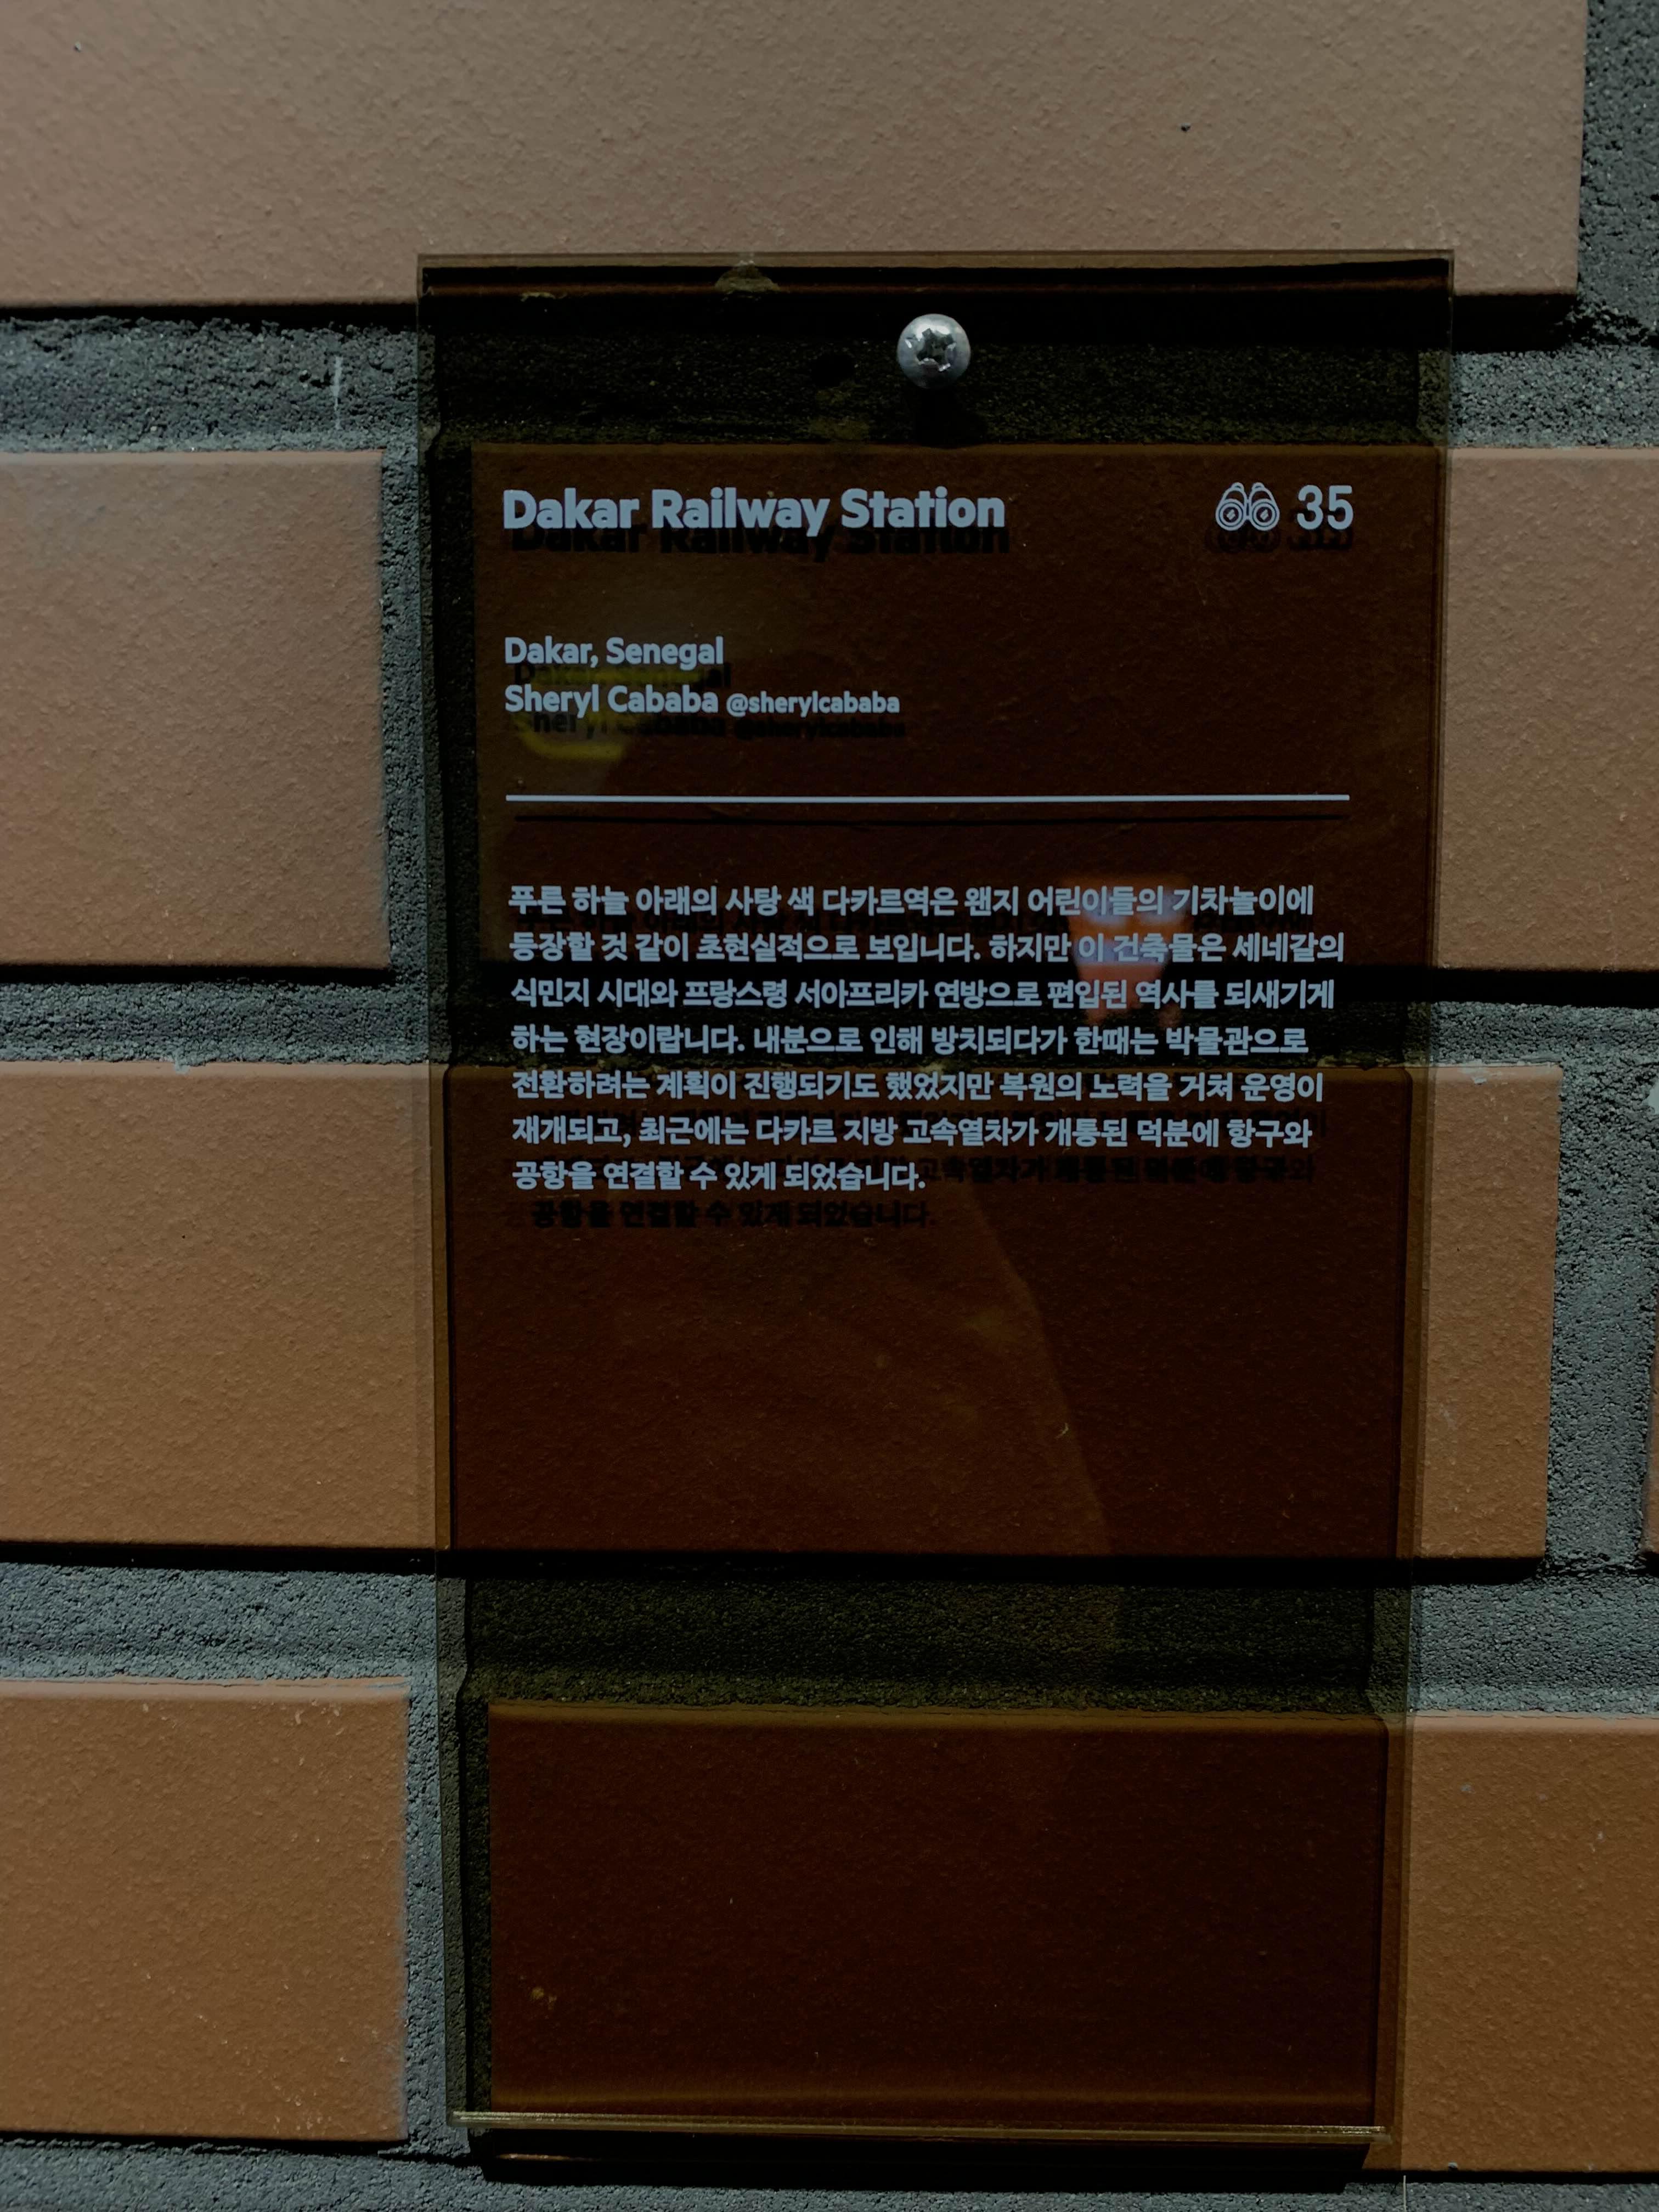 Dakar Railway Station
35
Dakar, Senegal
Sheryl Cababa @sherylcababa
푸른 하늘 아래의 사탕 색 다카르역은 왠지 어린이들의 기차놀이에
등장할 것 같이 초현실적으로 보입니다. 하지만 이 건축물은 세네갈의
식민지 시대와 프랑스령 서아프리카 연방으로 편입된 역사를 되새기게
하는 현장이랍니다. 내분으로 인해 방치되다가 한때는 박물관으로
전환하려는 계획이 진행되기도 했었지만 복원의 노력을 거쳐 운영이
재개되고, 최근에는 다카르 지방 고속열차가 개통된 덕분에 항구와
공항을 연결할 수 있게 되었습니다.